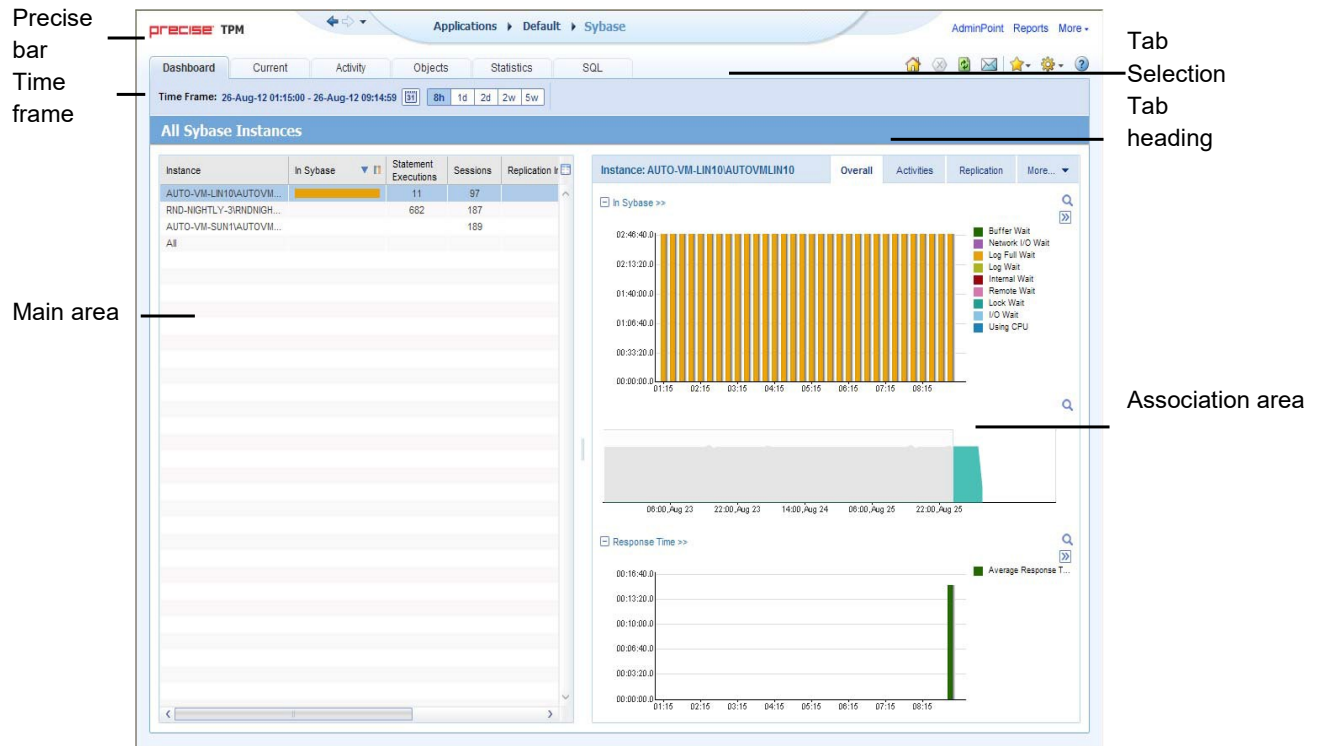 Precise
bar
Time
frame
Main area
Tab
Selection
Tab
heading
Association area
precise TPM
Applications Default Sybase
AdminPoint Reports More
Dashboard Current Activity Objects Statistics SQL
Time Frame: 26-Aug-12 01:15:00 - 26-Aug-12 09:14:59 31 8h 1d 2d 2w 5w
All Sybase Instances
Instance In Sybase Statement Executions Sessions Replication Ir
AUTO-VM-LIN10\AUTOVM... 11 97
RND-NIGHTLY-3\RNDNIGH... 682 187
AUTO-VM-SUN1\AUTOVM... 189
All
Instance: AUTO-VM-LIN10\AUTOVMLIN10 Overall Activities Replication More...
In Sybase >>
02:46:40.0
02:13:20.0
01:40:00.0
01:06:40.0
00:33:20.0
00:00:00.0
01:15 02:15 03:15 04:15 05:15 06:15 07:15 08:15
Buffer Wait
Network I/O Wait
Log Full Wait
Log Wait
Internal Wait
Remote Wait
Lock Wait
I/O Wait
Using CPU
06:00,Aug 23 22:00,Aug 23 14:00,Aug 24 06:00,Aug 25 22:00,Aug 25
Response Time >>
00:16:40.0
00:13:20.0
00:10:00.0
00:06:40.0
00:03:20.0
00:00:00.0
01:15 02:15 03:15 04:15 05:15 06:15 07:15 08:15
Average Response T...